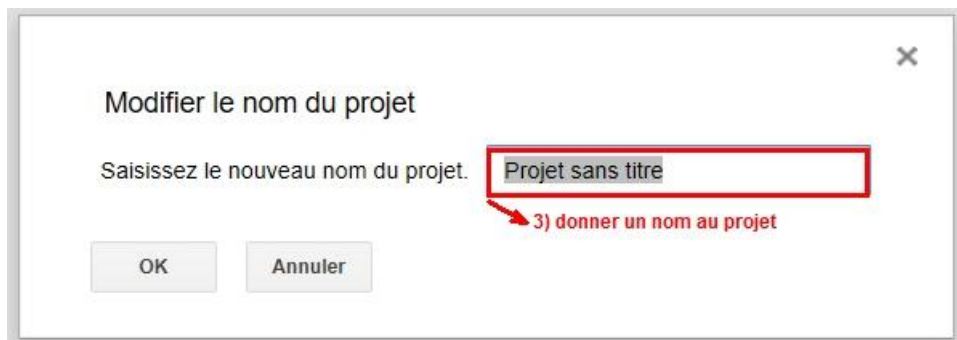 Modifier le nom du projet
Saisissez le nouveau nom du projet. Projet sans titre
3) donner un nom au projet
OK Annuler